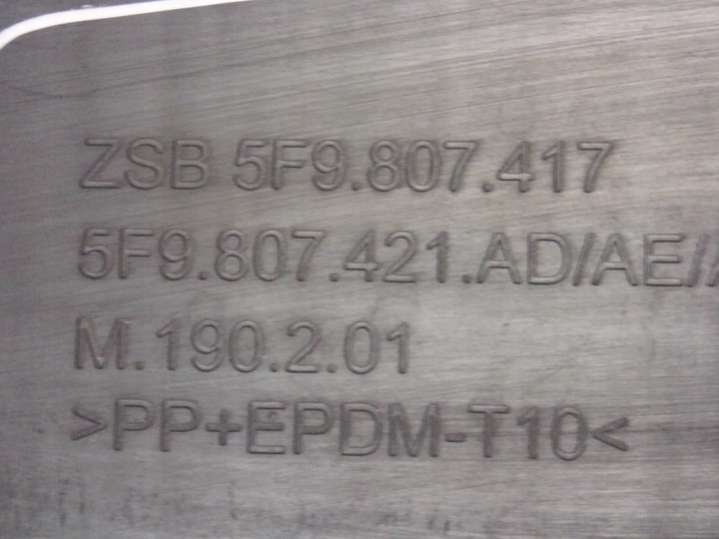 ZSB 5F9.807.417
5F9.807.421.AD/AE//
M.190.2.01
>PP+EPDM-T10<